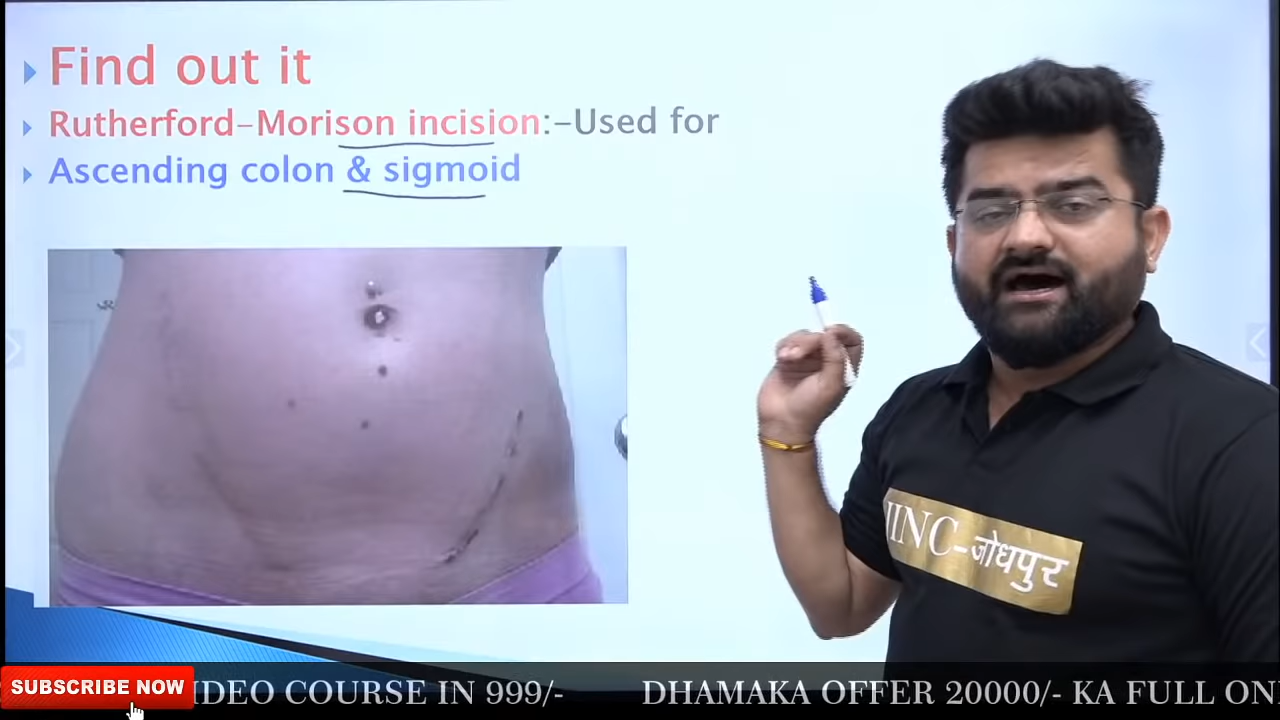 Find out it
Rutherford-Morison incision:-Used for
Ascending colon & sigmoid
IINC-जोधपुर
SUBSCRIBE NOW
IDEO COURSE IN 999/- DHAMAKA OFFER 20000/- KA FULL ON